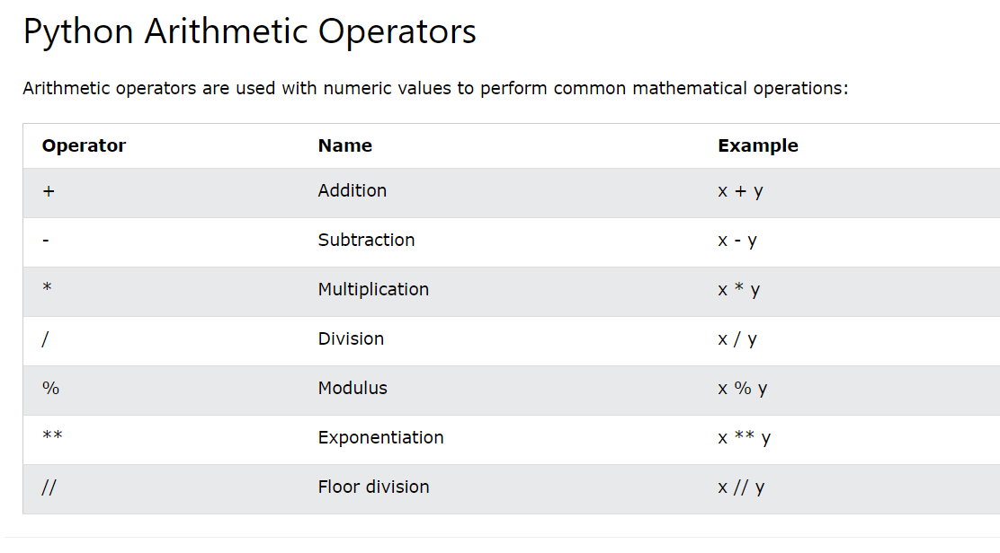 Python Arithmetic Operators
Arithmetic operators are used with numeric values to perform common mathematical operations:
Operator Name Example
+ Addition x + y
- Subtraction x - y
* Multiplication x * y
/ Division x / y
% Modulus x % y
** Exponentiation x ** y
// Floor division x // y